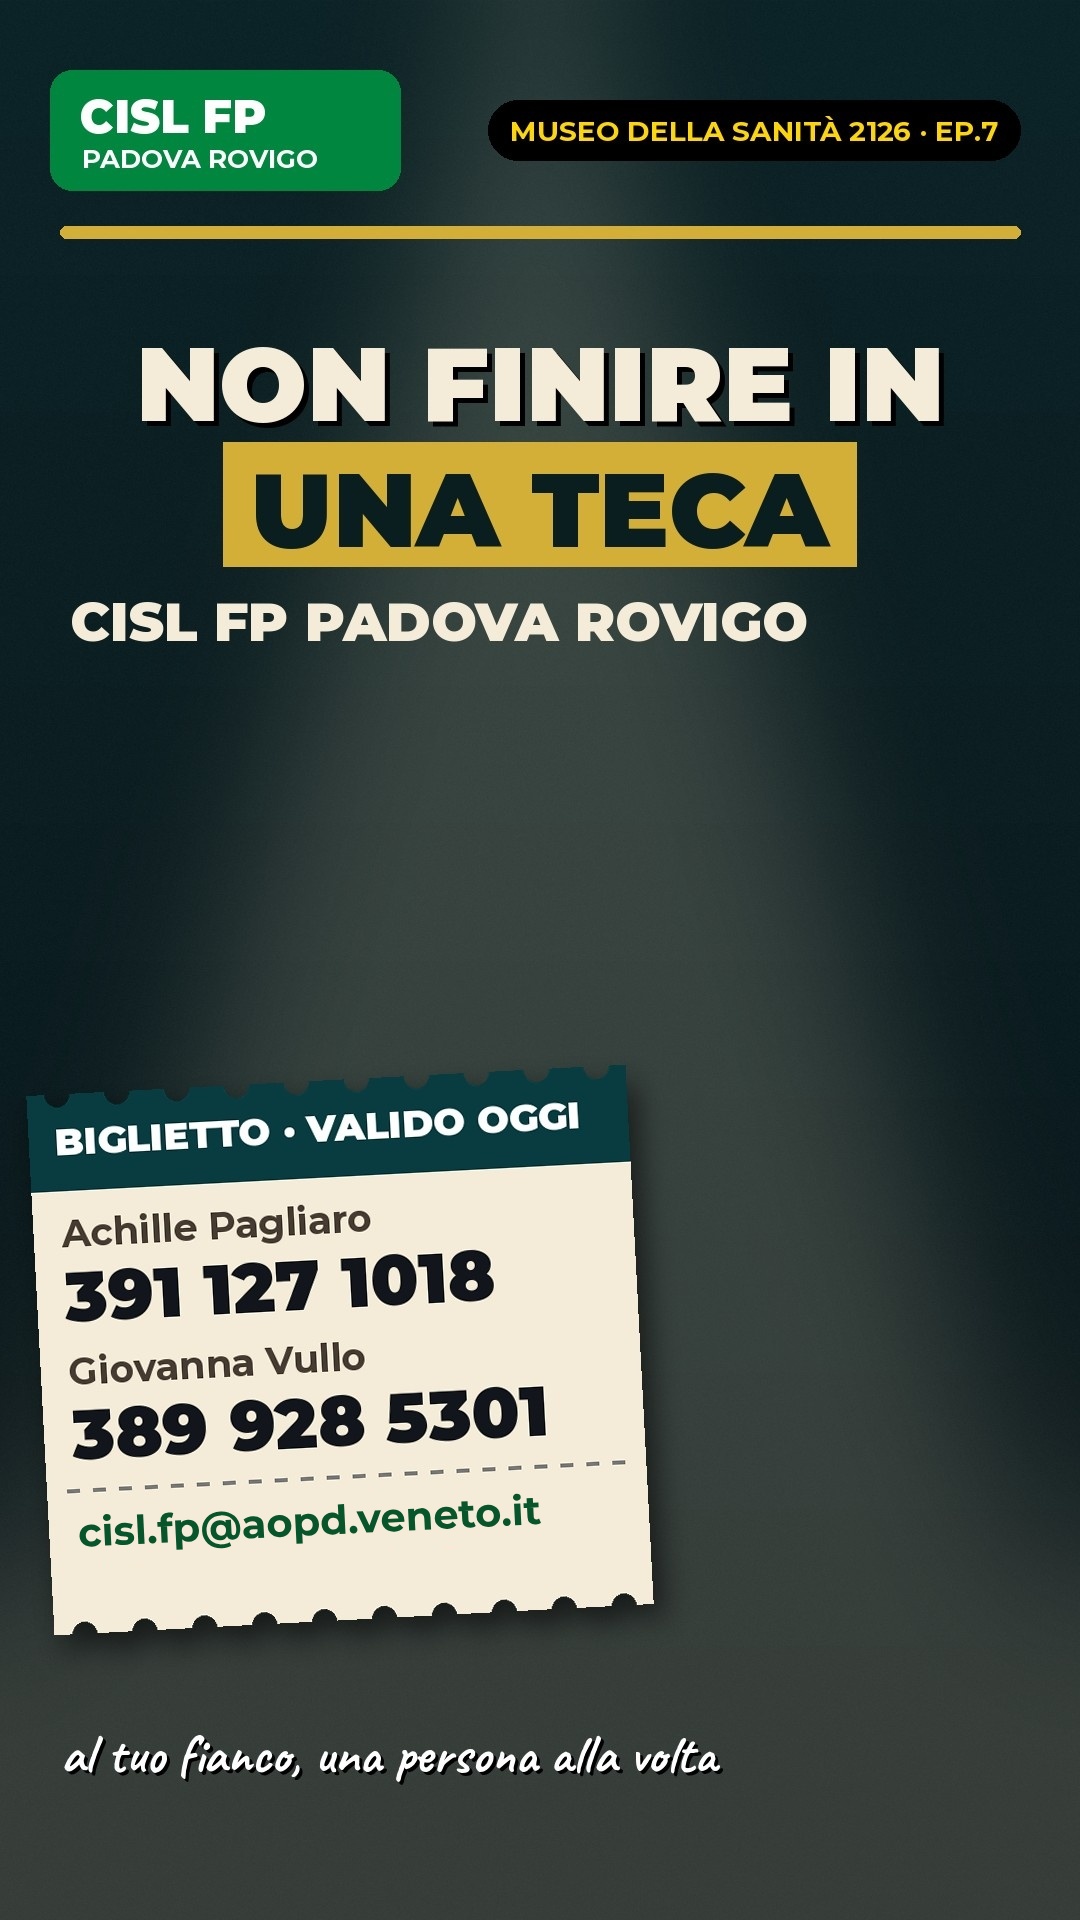 CISL FP
PADOVA ROVIGO
MUSEO DELLA SANITÀ 2126 · EP.7
NON FINIRE IN
UNA TECA
CISL FP PADOVA ROVIGO
BIGLIETTO • VALIDO OGGI
Achille Pagliaro
391 127 1018
Giovanna Vullo
389 928 5301
cisl.fp@aopd.veneto.it
al tuo fianco, una persona alla volta